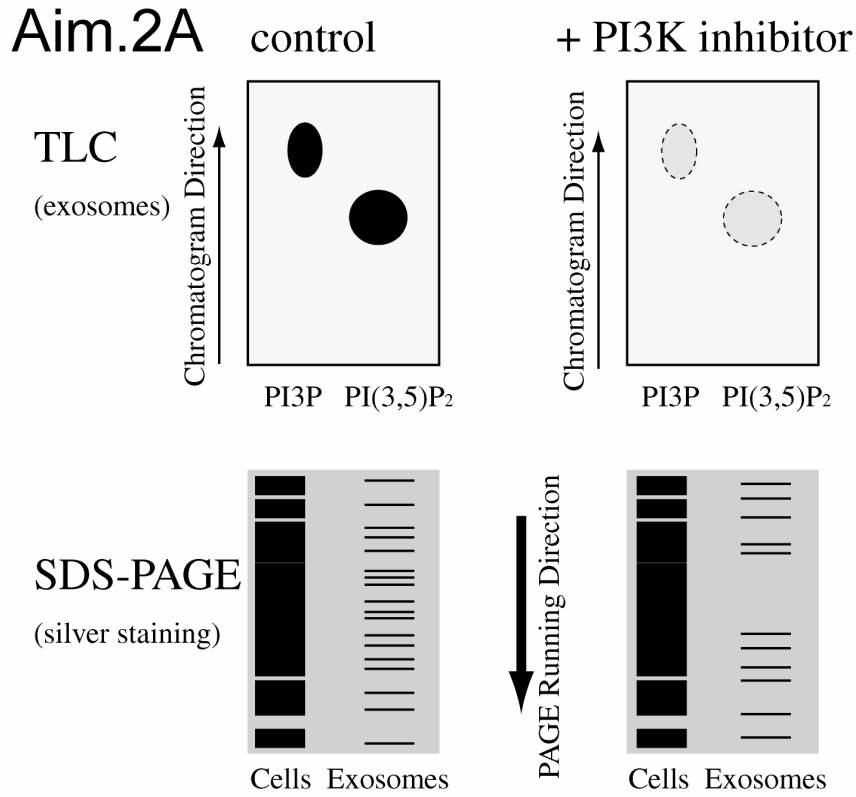 Aim.2A
control
+ PI3K inhibitor
TLC
(exosomes)
Chromatogram Direction
Chromatogram Direction
PI3P PI(3,5)P2
PI3P PI(3,5)P2
SDS-PAGE
(silver staining)
PAGE Running Direction
Cells Exosomes
Cells Exosomes